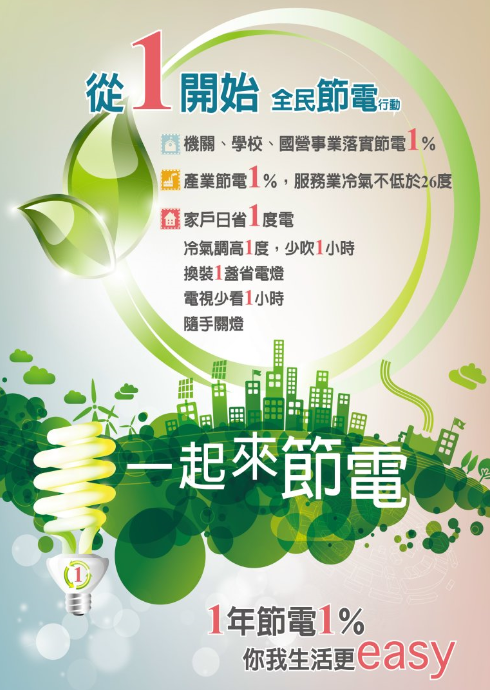 從1開始 全民節電行動
機關、學校、國營事業落實節電1%
產業節電1%，服務業冷氣不低於26度
家戶日省1度電
冷氣調高1度，少吹1小時
換裝1盞省電燈
電視少看1小時
隨手關燈
一起來節電
1
1年節電1%
你我生活更easy